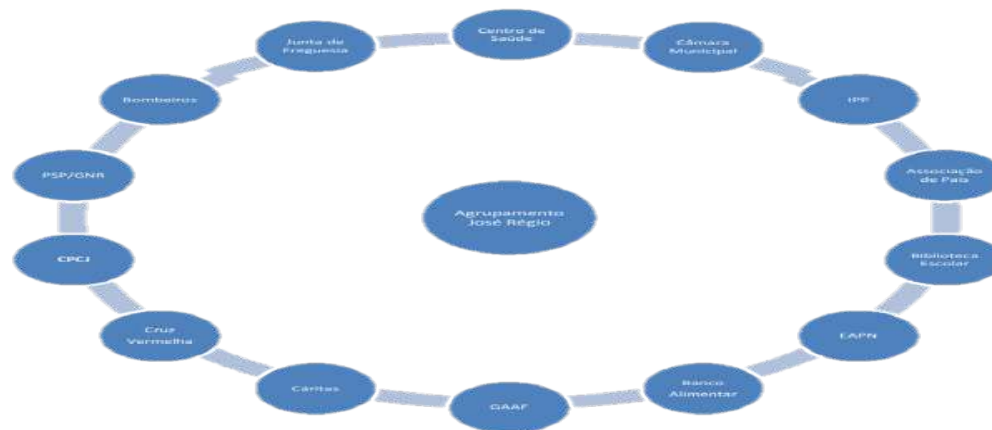 Centro de
Saúde
Câmara
Municipal
IPP
Associação
de Pais
Biblioteca
Escolar
EAPN
Banco
Alimentar
GAAF
Cáritas
Cruz
Vermelha
CPCJ
PSP/GNR
Bombeiros
Junta de
Freguesia
Agrupamento
José Régio